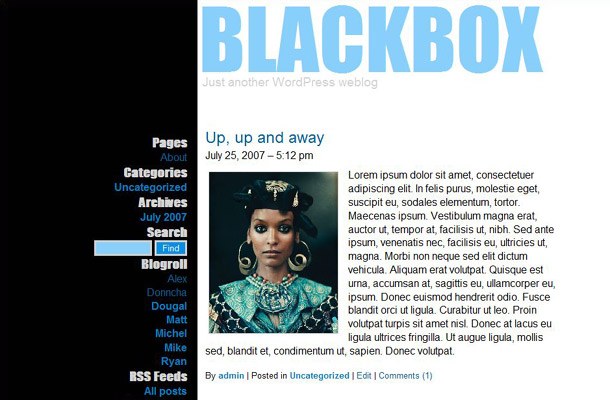 BLACKBOX
Just another WordPress weblog
Pages
About
Categories
Uncategorized
Archives
July 2007
Search
Find
Blogroll
Alex
Donncha
Dougal
Matt
Michel
Mike
Ryan
RSS Feeds
All posts
Up, up and away
July 25, 2007 – 5:12 pm
Lorem ipsum dolor sit amet, consectetuer
adipiscing elit. In felis purus, molestie eget,
suscipit eu, sodales elementum, tortor.
Maecenas ipsum. Vestibulum magna erat,
auctor ut, tempor at, facilisis ut, nibh. Sed ante
ipsum, venenatis nec, facilisis eu, ultricies ut,
magna. Morbi non neque sed elit dictum
vehicula. Aliquam erat volutpat. Quisque est
urna, accumsan at, sagittis eu, ullamcorper eu,
ipsum. Donec euismod hendrerit odio. Fusce
blandit orci ut ligula. Curabitur ut leo. Proin
volutpat turpis sit amet nisl. Donec at lacus eu
ligula ultrices fringilla. Ut augue ligula, mollis
sed, blandit et, condimentum ut, sapien. Donec volutpat.
By admin | Posted in Uncategorized | Edit | Comments (1)